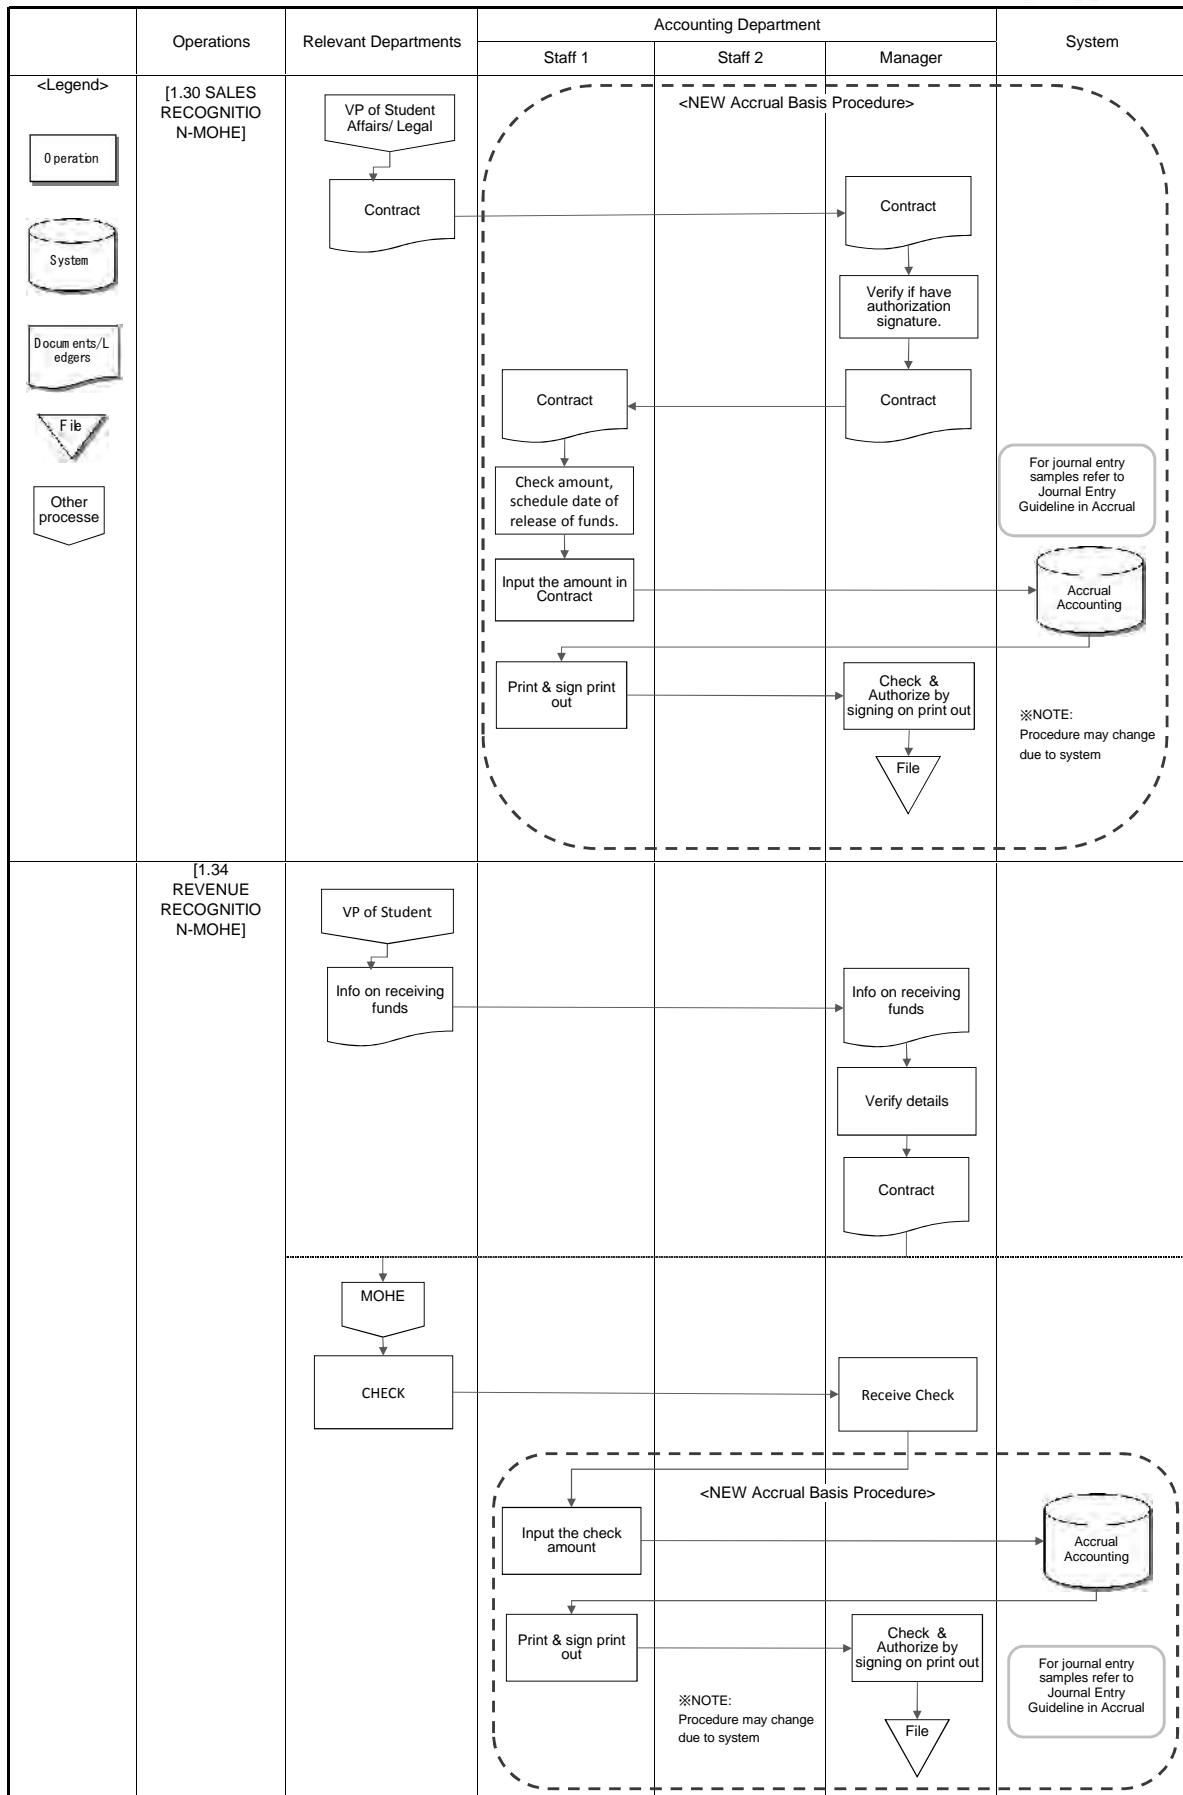 Operations
Relevant Departments
Accounting Department
System
Staff 1
Staff 2
Manager
<Legend>
Operation
System
Documents/L
edgers
File
Other
processe
[1.30 SALES
RECOGNITIO
N-MOHE]
<NEW Accrual Basis Procedure>
VP of Student
Affairs/ Legal
Contract
Contract
Verify if have
authorization
signature.
Contract
Contract
Check amount,
schedule date of
release of funds.
For journal entry
samples refer to
Journal Entry
Guideline in Accrual
Input the amount in
Contract
Accrual
Accounting
Print & sign print
out
Check &
Authorize by
signing on print out
※NOTE:
Procedure may change
due to system
File
[1.34
REVENUE
RECOGNITIO
N-MOHE]
VP of Student
Info on receiving
funds
Info on receiving
funds
Verify details
Contract
MOHE
CHECK
Receive Check
<NEW Accrual Basis Procedure>
Input the check
amount
Accrual
Accounting
Print & sign print
out
Check &
Authorize by
signing on print out
For journal entry
samples refer to
Journal Entry
Guideline in Accrual
※NOTE:
Procedure may change
due to system
File